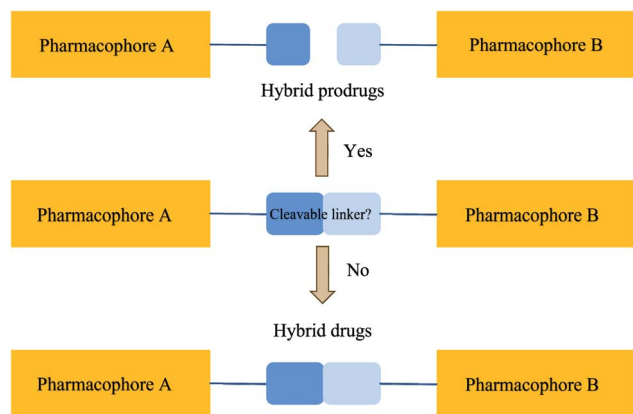 Pharmacophore A
Pharmacophore B
Hybrid prodrugs
Yes
Pharmacophore A
Cleavable linker?
Pharmacophore B
No
Hybrid drugs
Pharmacophore A
Pharmacophore B